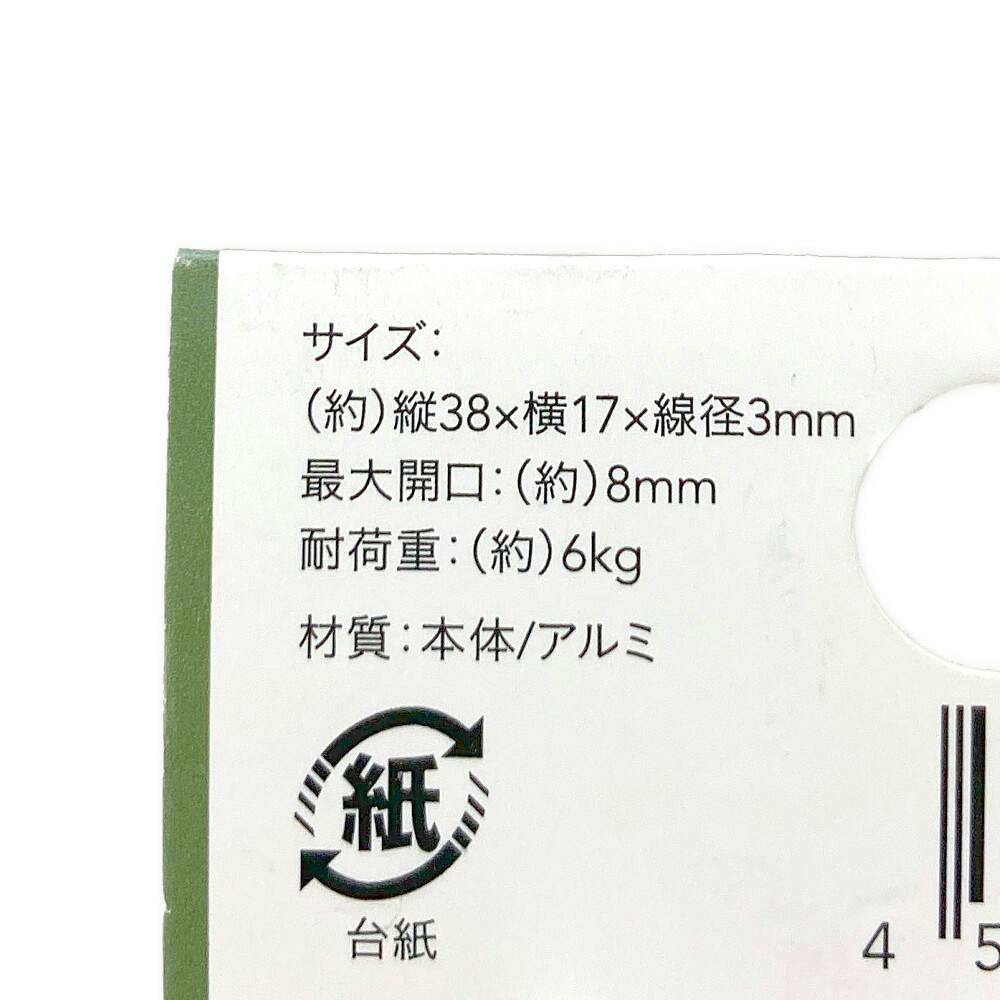 サイズ：
（約）縦38×横17×線径3mm
最大開口：（約）8mm
耐荷重：（約）6kg
材質：本体/アルミ
紙
台紙
4 5